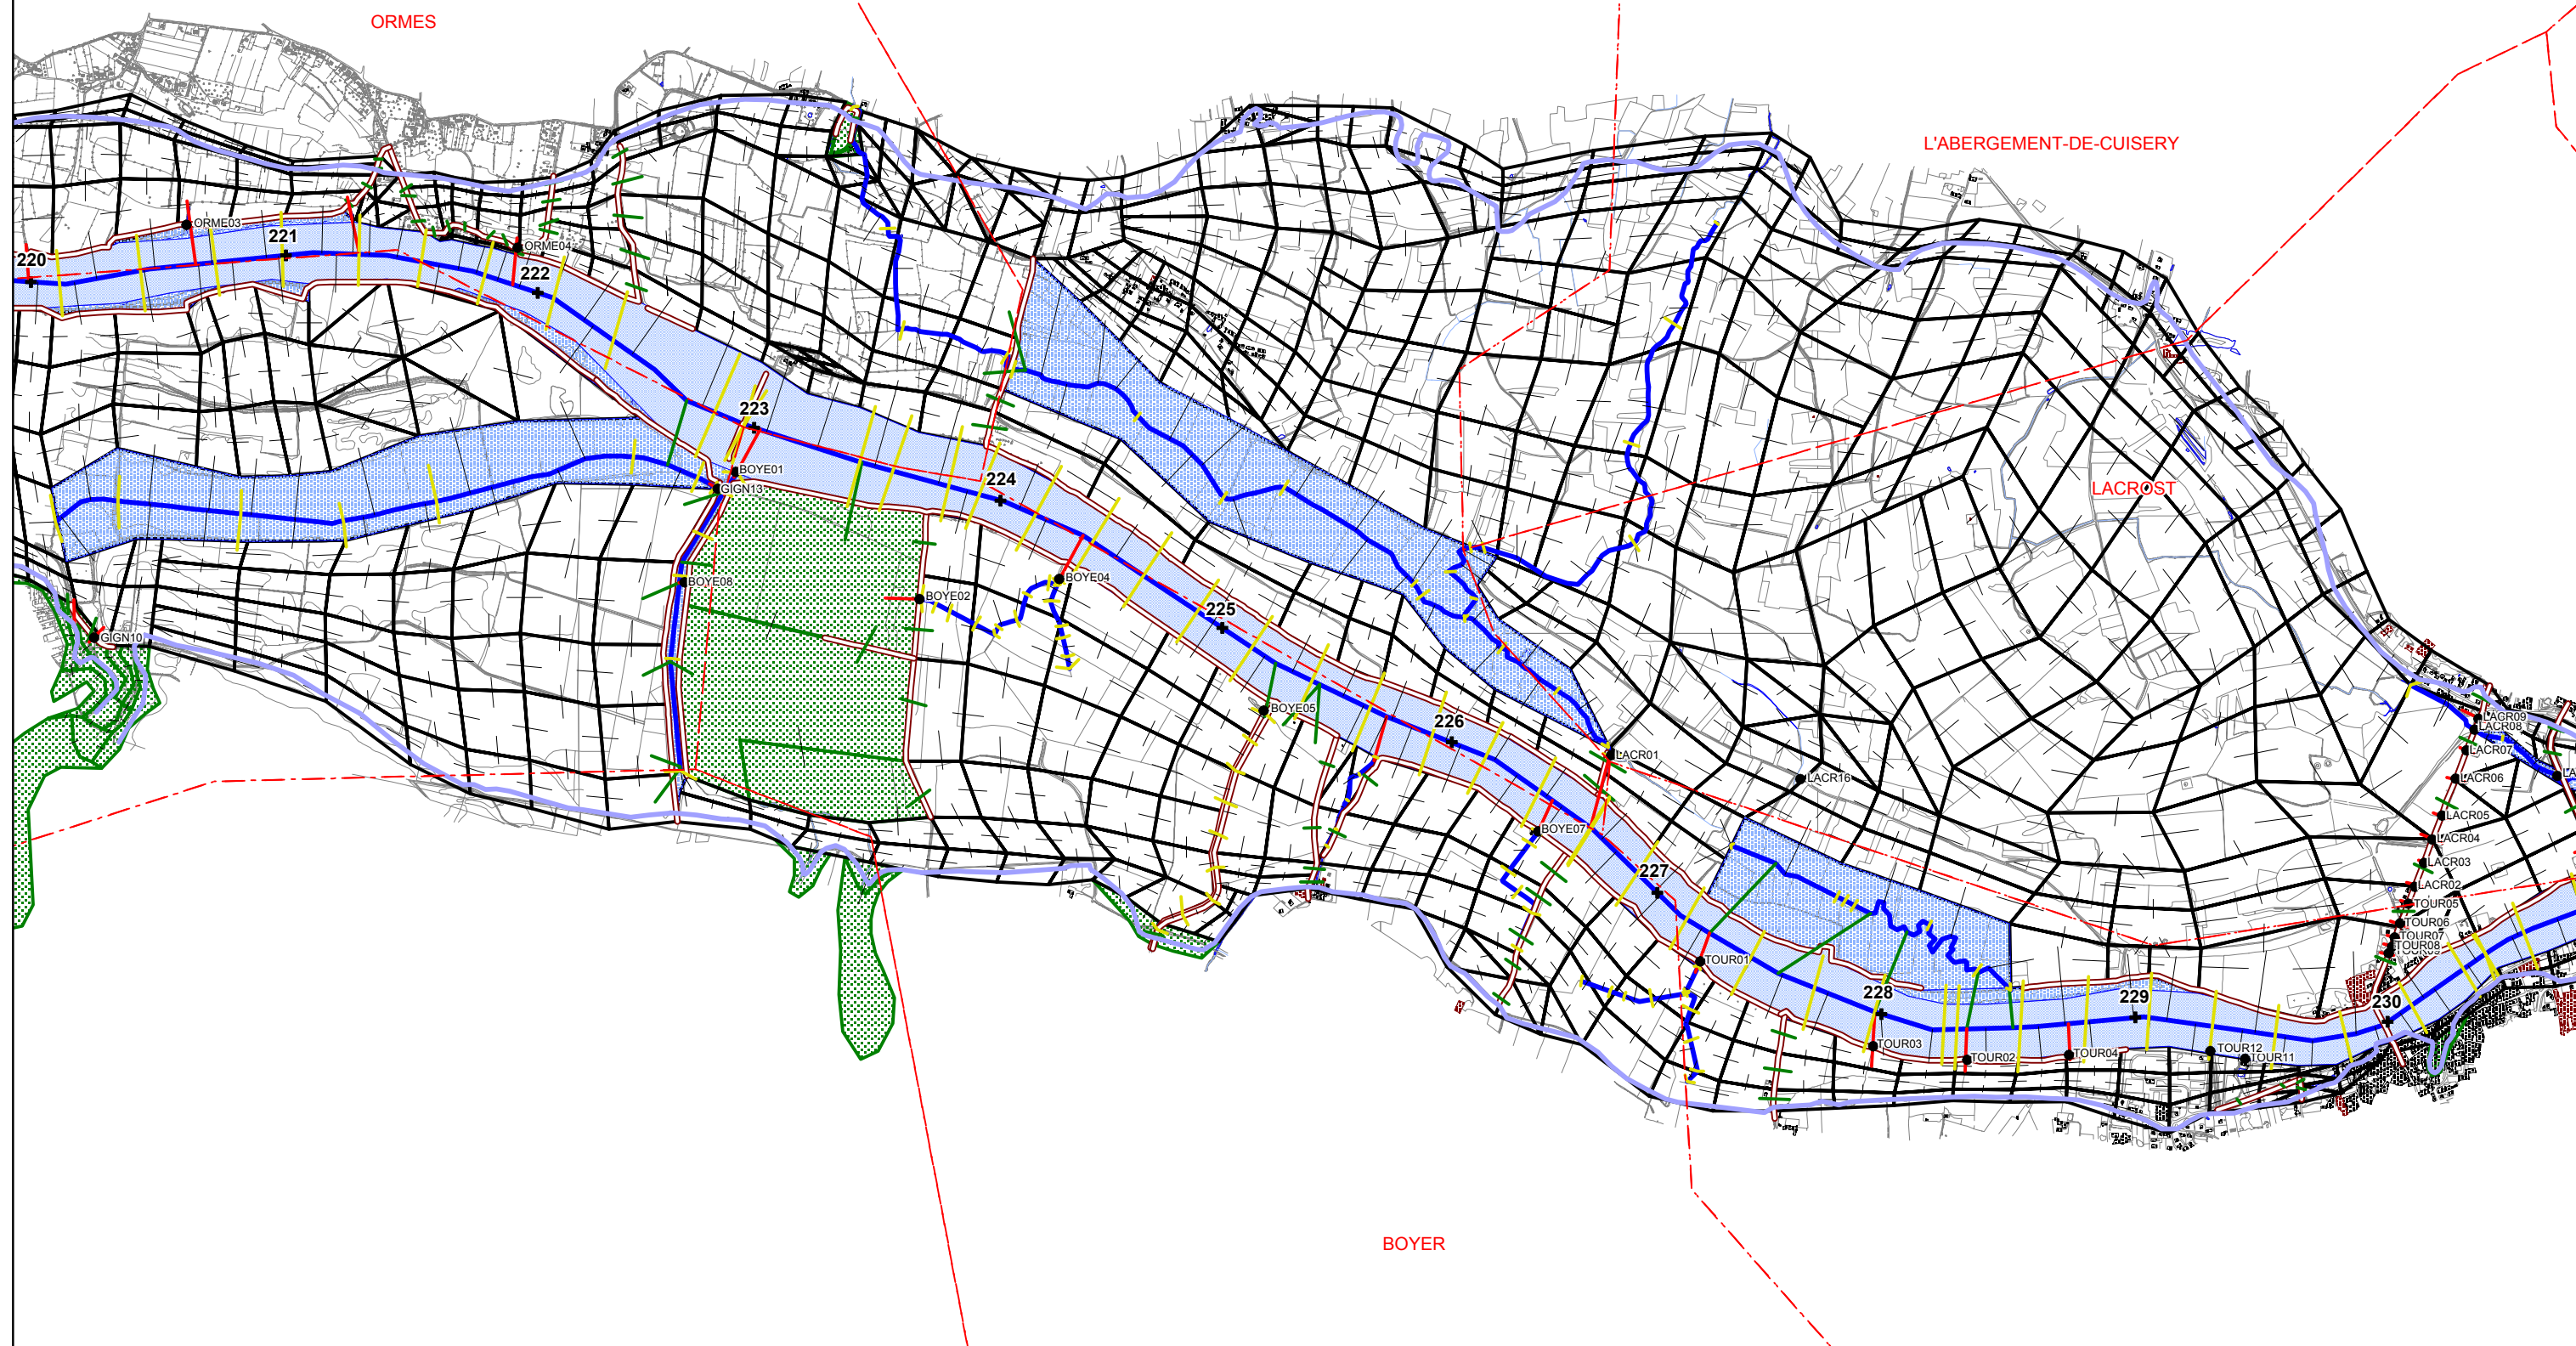 ORMES
L'ABERGEMENT-DE-CUISERY
ORME03
221
ORME04
220
222
223
BOYE01
224
GIGN13
LACROST
BOYE08
BOYE04
BOYE02
225
GIGN10
BOYE05
226
LACR09
LACR08
LACR07
LACR01
LACR16
LACR06
LA
LACR05
BOYE07
LACR04
LACR03
227
LACR02
TOUR05
TOUR06
TOUR07
TOUR08
TOUR01
228
229
230
TOUR03
TOUR12
TOUR02
TOUR04
TOUR11
BOYER